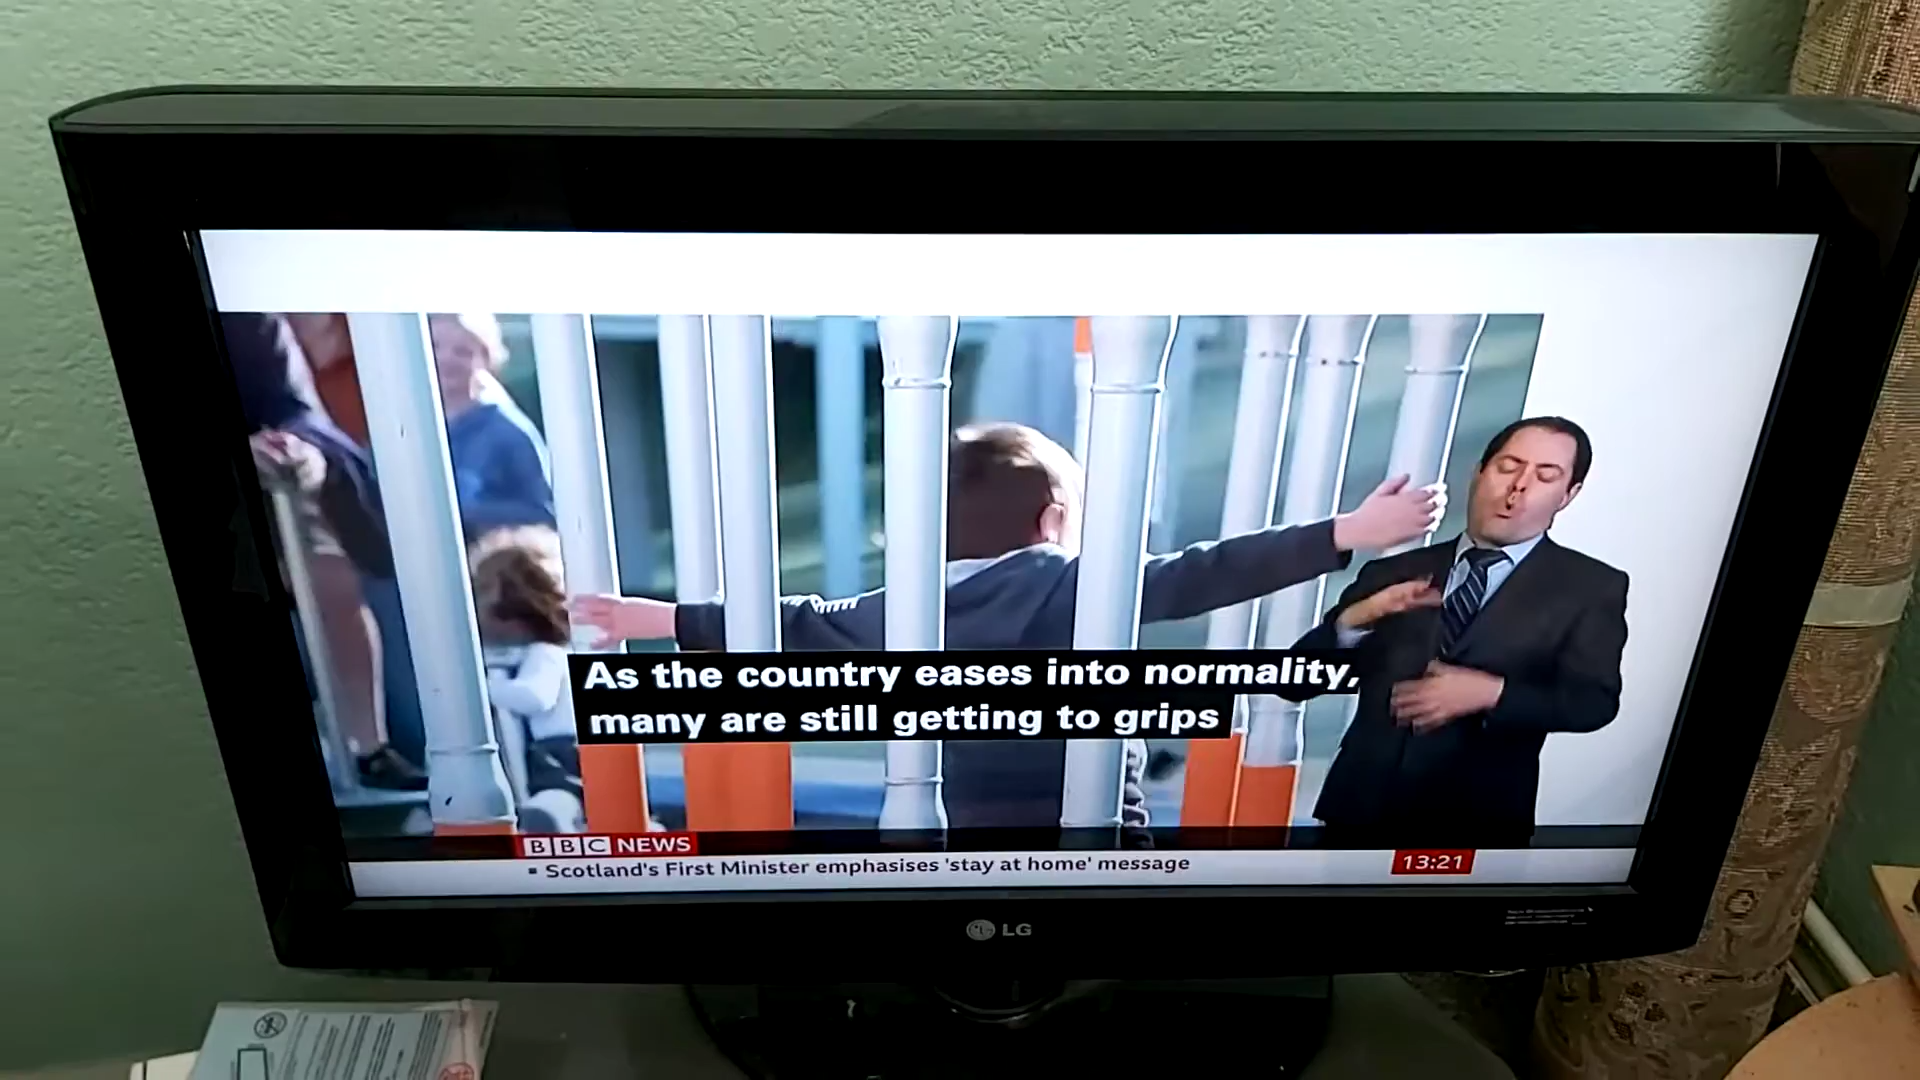 As the country eases into normality,
many are still getting to grips
BBC NEWS
Scotland's First Minister emphasises 'stay at home' message
13:21
LG